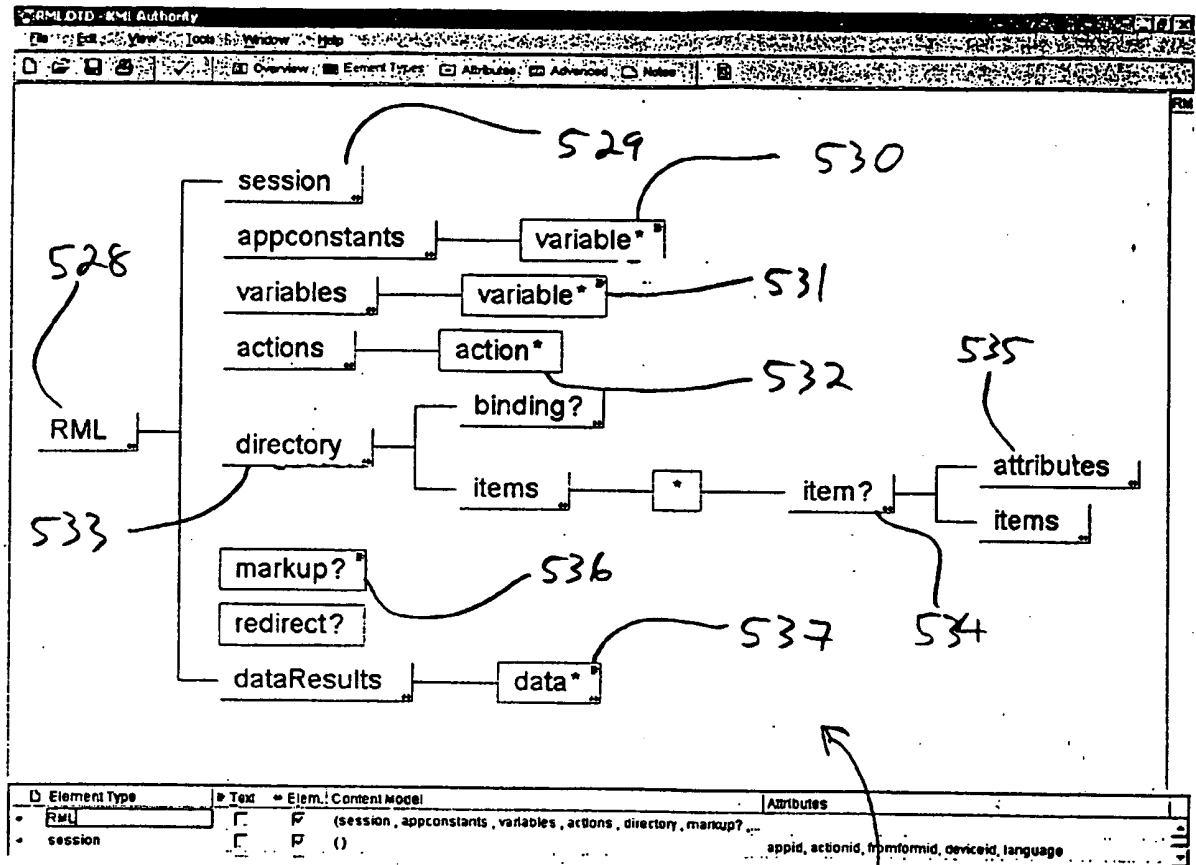 RML.DTD - XML Authority
File Edit View Tools Window Help
Overview Element Types Attributes Advanced Notes
RM
529
530
session
appconstants
variable*
528
variables
variable*
531
actions
action*
535
532
binding?
RML
directory
attributes
items
*
item?
items
533
markup?
536
redirect?
537
534
dataResults
data*
Element Type Text Elem. Content Model Attributes
RML (session , appconstants , variables , actions , directory , markup? ,...
session () appid, actionid, fromformid, deviceid, language